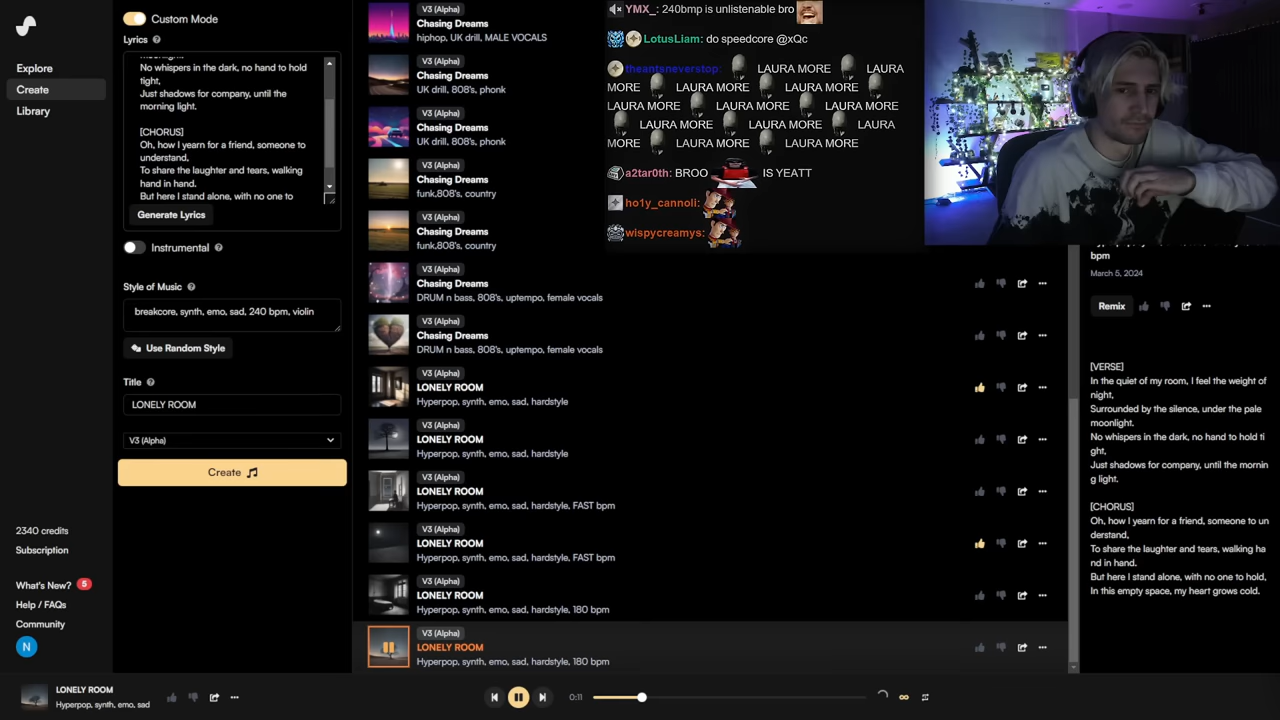 Explore
Create
Library
2340 credits
Subscription
What's New? 5
Help / FAQs
Community
N
Custom Mode
Lyrics
No whispers in the dark, no hand to hold
tight,
Just shadows for company, until the
morning light.
[CHORUS]
Oh, how I yearn for a friend, someone to
understand,
To share the laughter and tears, walking
hand in hand.
But here I stand alone, with no one to
Generate Lyrics
Instrumental
Style of Music
breakcore, synth, emo, sad, 240 bpm, violin
Use Random Style
Title
LONELY ROOM
V3 (Alpha)
Create
V3 (Alpha)
Chasing Dreams
hiphop, UK drill, MALE VOCALS
V3 (Alpha)
Chasing Dreams
UK drill, 808's, phonk
V3 (Alpha)
Chasing Dreams
UK drill, 808's, phonk
V3 (Alpha)
Chasing Dreams
funk,808's, country
V3 (Alpha)
Chasing Dreams
funk,808's, country
V3 (Alpha)
Chasing Dreams
DRUM n bass, 808's, uptempo, female vocals
V3 (Alpha)
Chasing Dreams
DRUM n bass, 808's, uptempo, female vocals
V3 (Alpha)
LONELY ROOM
Hyperpop, synth, emo, sad, hardstyle
V3 (Alpha)
LONELY ROOM
Hyperpop, synth, emo, sad, hardstyle
V3 (Alpha)
LONELY ROOM
Hyperpop, synth, emo, sad, hardstyle, FAST bpm
V3 (Alpha)
LONELY ROOM
Hyperpop, synth, emo, sad, hardstyle, FAST bpm
V3 (Alpha)
LONELY ROOM
Hyperpop, synth, emo, sad, hardstyle, 180 bpm
V3 (Alpha)
LONELY ROOM
Hyperpop, synth, emo, sad, hardstyle, 180 bpm
YMX_: 240bmp is unlistenable bro
LotusLiam: do speedcore @xQc
theantsneverstop: LAURA MORE LAURA
MORE LAURA MORE LAURA MORE
LAURA MORE LAURA MORE LAURA MORE
LAURA MORE LAURA MORE LAURA
MORE LAURA MORE LAURA MORE
a2tar0th: BROO IS YEATT
ho1y_cannoli:
wispycreamys:
bpm
March 5, 2024
Remix
[VERSE]
In the quiet of my room, I feel the weight of
night,
Surrounded by the silence, under the pale
moonlight.
No whispers in the dark, no hand to hold ti
ght,
Just shadows for company, until the mornin
g light.
[CHORUS]
Oh, how I yearn for a friend, someone to un
derstand,
To share the laughter and tears, walking ha
nd in hand.
But here I stand alone, with no one to hold,
In this empty space, my heart grows cold.
LONELY ROOM
Hyperpop, synth, emo, sad
0:11